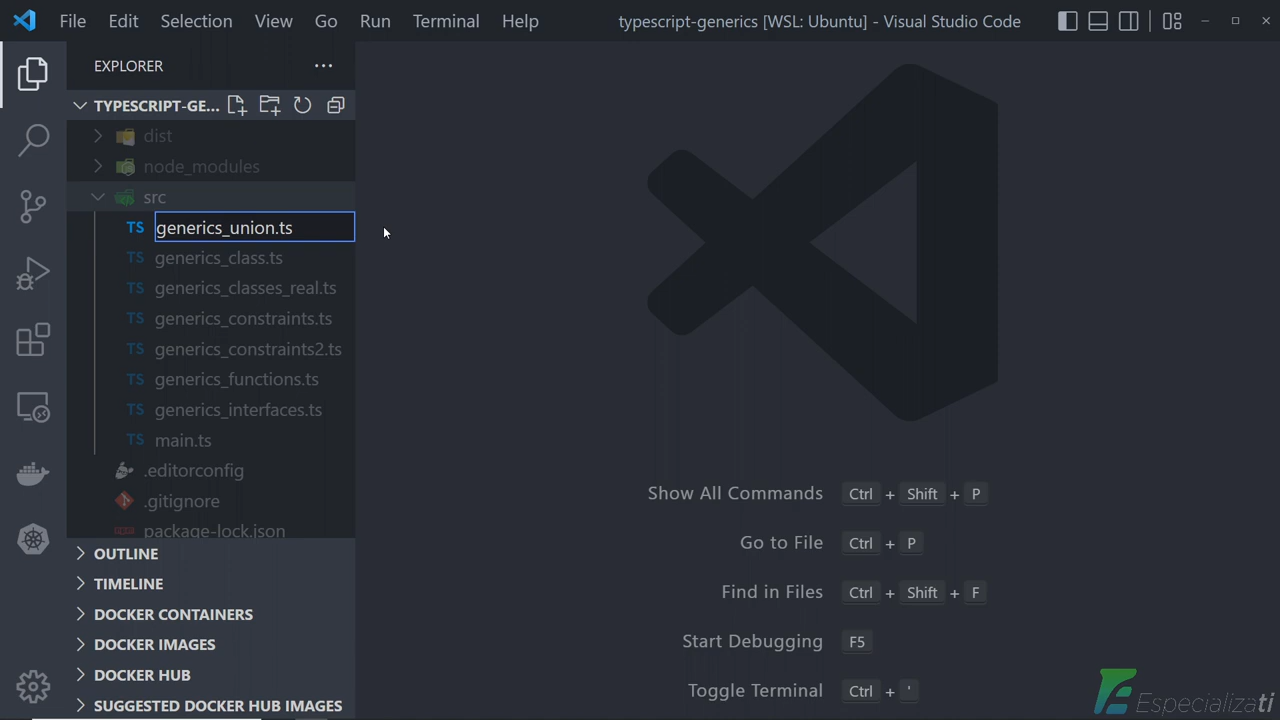 File Edit Selection View Go Run Terminal Help typescript-generics [WSL: Ubuntu] - Visual Studio Code
EXPLORER
TYPESCRIPT-GE...
dist
node_modules
src
TS generics_union.ts
TS generics_class.ts
TS generics_classes_real.ts
TS generics_constraints.ts
TS generics_constraints2.ts
TS generics_functions.ts
TS generics_interfaces.ts
TS main.ts
.editorconfig
.gitignore
package-lock.json
OUTLINE
TIMELINE
DOCKER CONTAINERS
DOCKER IMAGES
DOCKER HUB
SUGGESTED DOCKER HUB IMAGES
Show All Commands Ctrl + Shift + P
Go to File Ctrl + P
Find in Files Ctrl + Shift + F
Start Debugging F5
Toggle Terminal Ctrl + '
Especializati